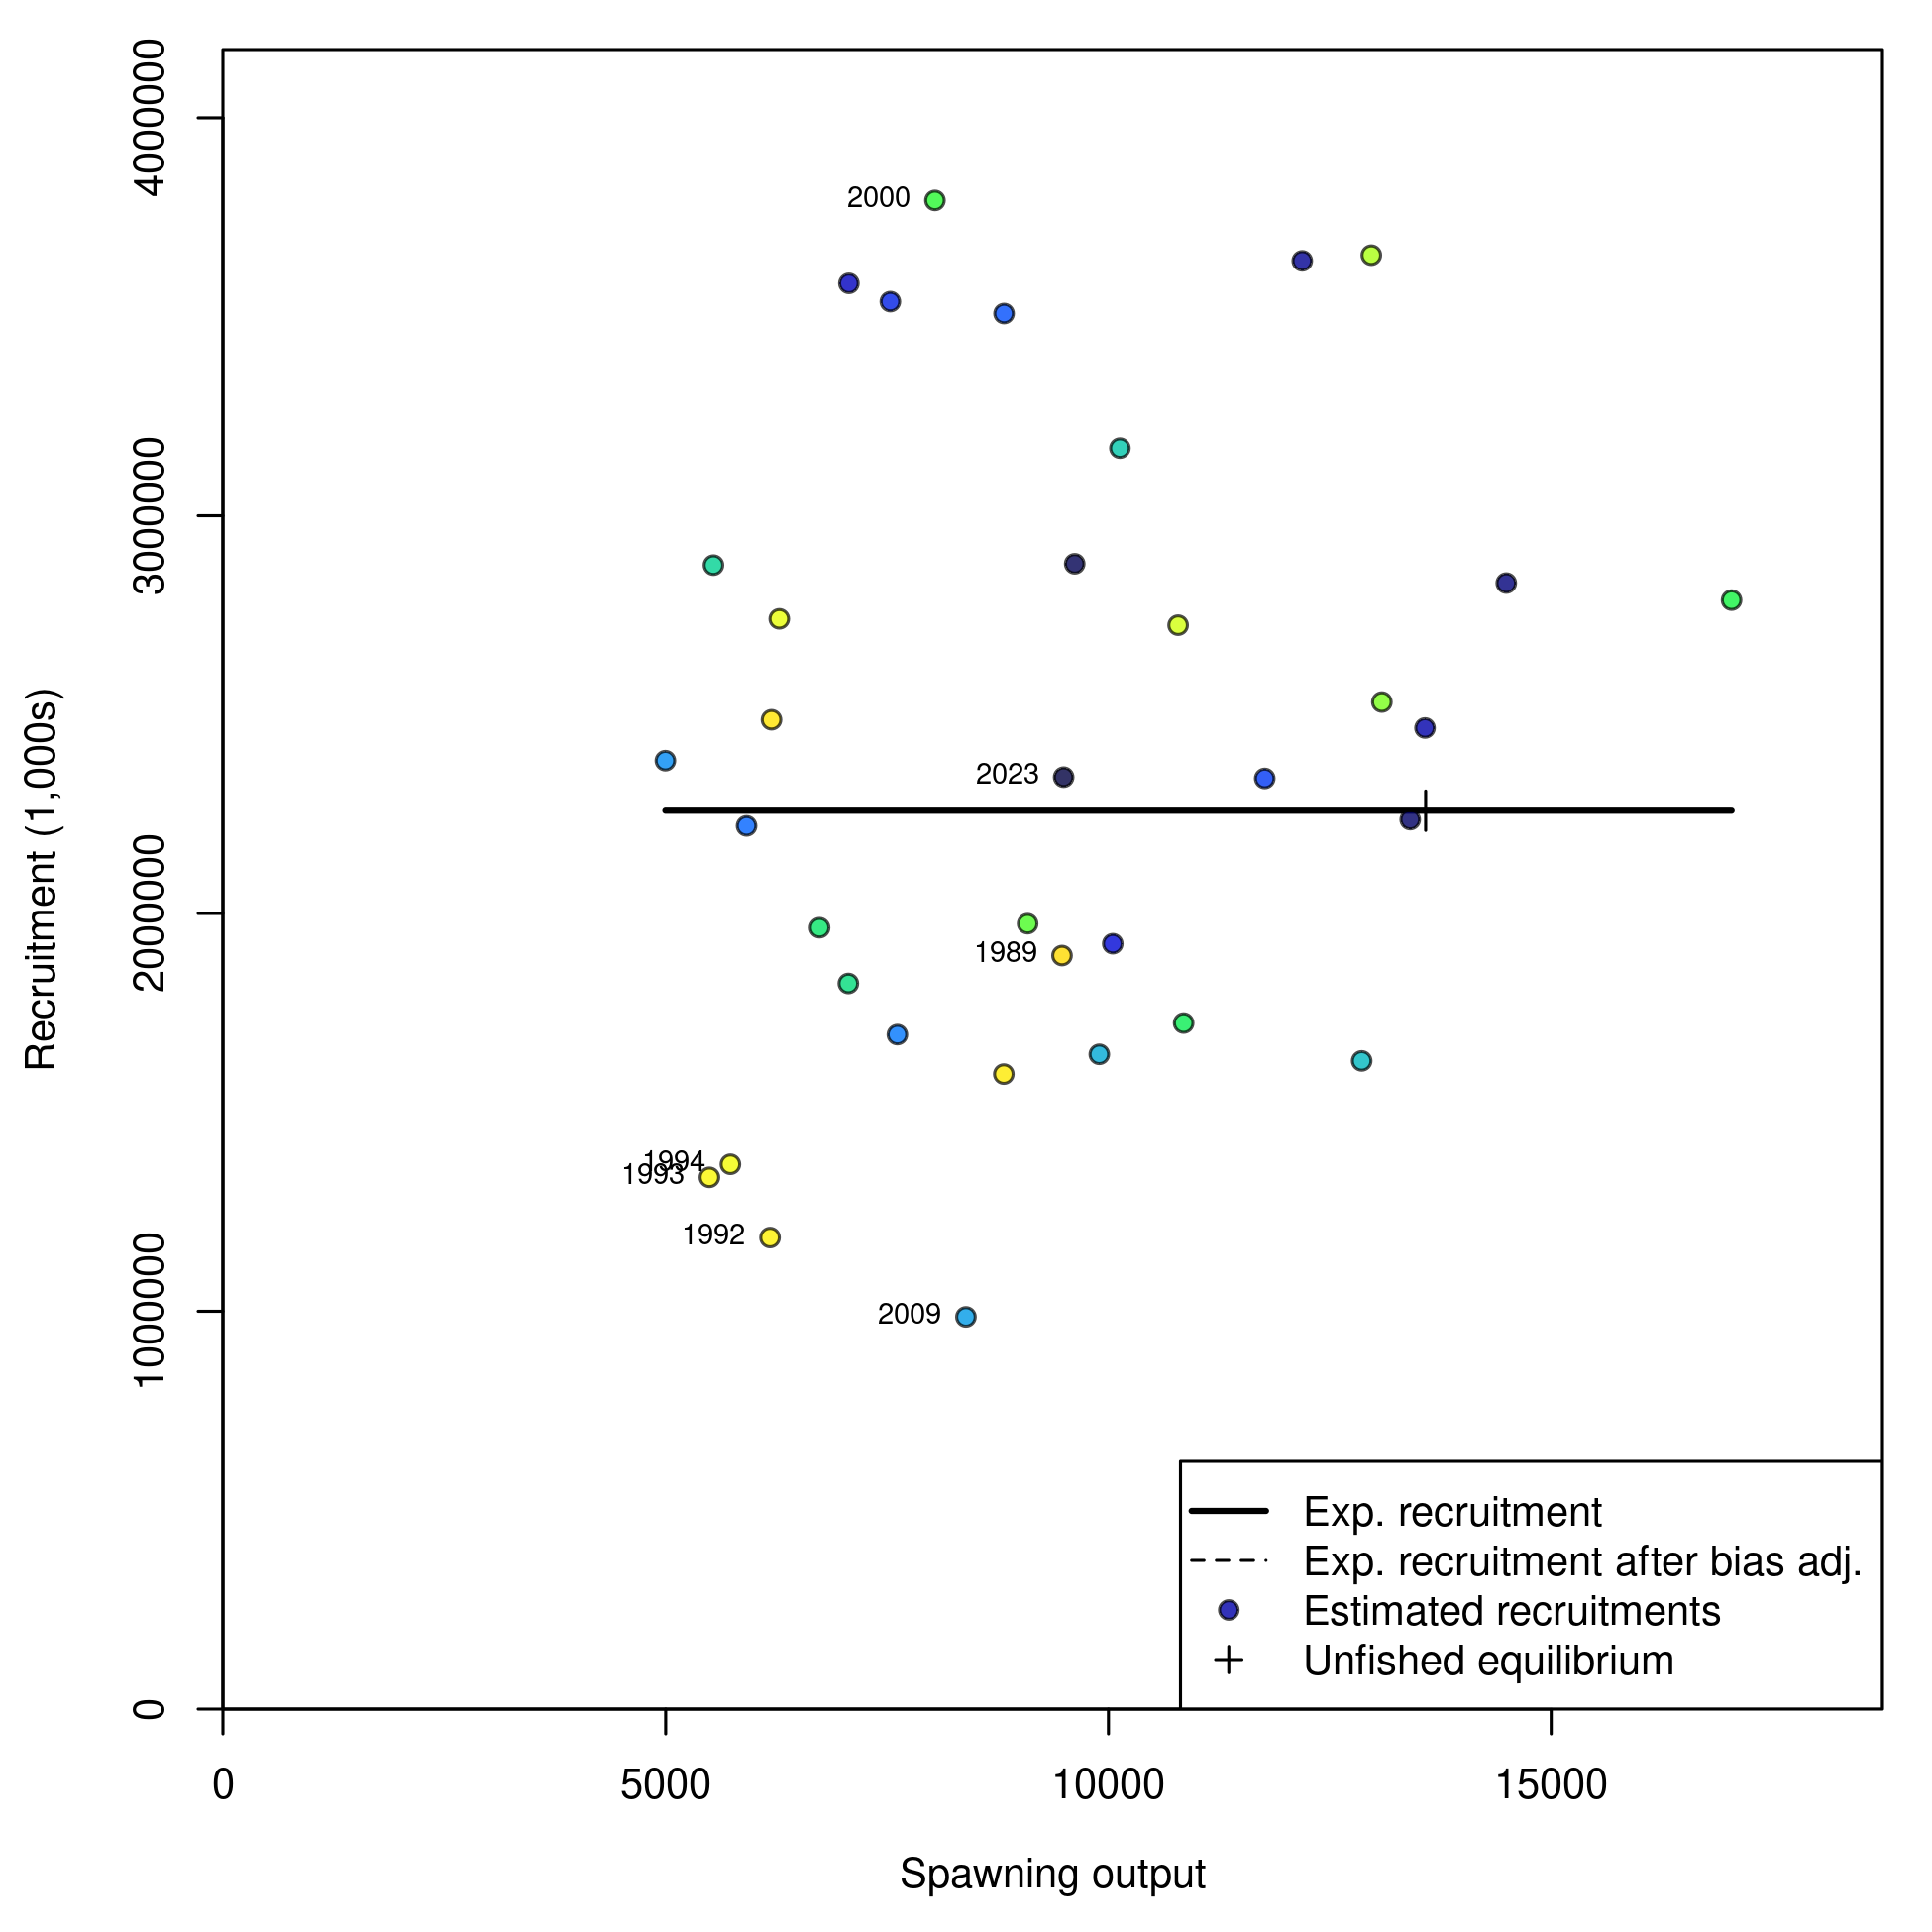 4000000
3000000
2000000
1000000
0
Recruitment (1,000s)
2000
2023
1989
1994
1993
1992
2009
Exp. recruitment
Exp. recruitment after bias adj.
Estimated recruitments
Unfished equilibrium
0
5000
10000
15000
Spawning output